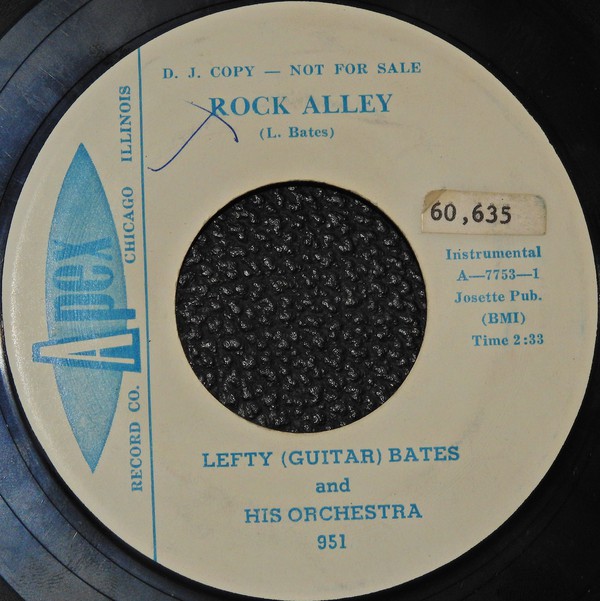 D. J. COPY — NOT FOR SALE
ROCK ALLEY
(L. Bates)
Apex
RECORD CO. CHICAGO ILLINOIS
60,635
Instrumental
A—7753—1
Josette Pub.
(BMI)
Time 2:33
LEFTY (GUITAR) BATES
and
HIS ORCHESTRA
951